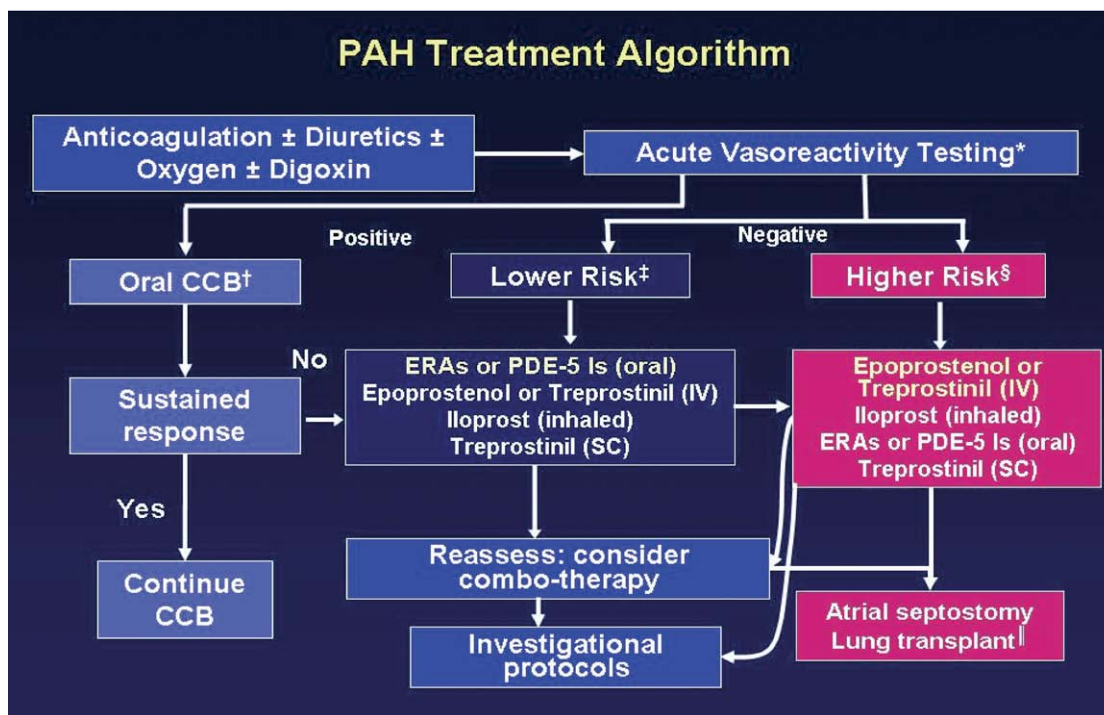 PAH Treatment Algorithm
Anticoagulation ± Diuretics ±
Oxygen ± Digoxin
Acute Vasoreactivity Testing*
Positive
Negative
Oral CCB†
Lower Risk‡
Higher Risk§
No
Sustained
response
ERAs or PDE-5 Is (oral)
Epoprostenol or Treprostinil (IV)
Iloprost (inhaled)
Treprostinil (SC)
Epoprostenol or
Treprostinil (IV)
Iloprost (inhaled)
ERAs or PDE-5 Is (oral)
Treprostinil (SC)
Yes
Reassess: consider
combo-therapy
Continue
CCB
Atrial septostomy
Lung transplant‖
Investigational
protocols